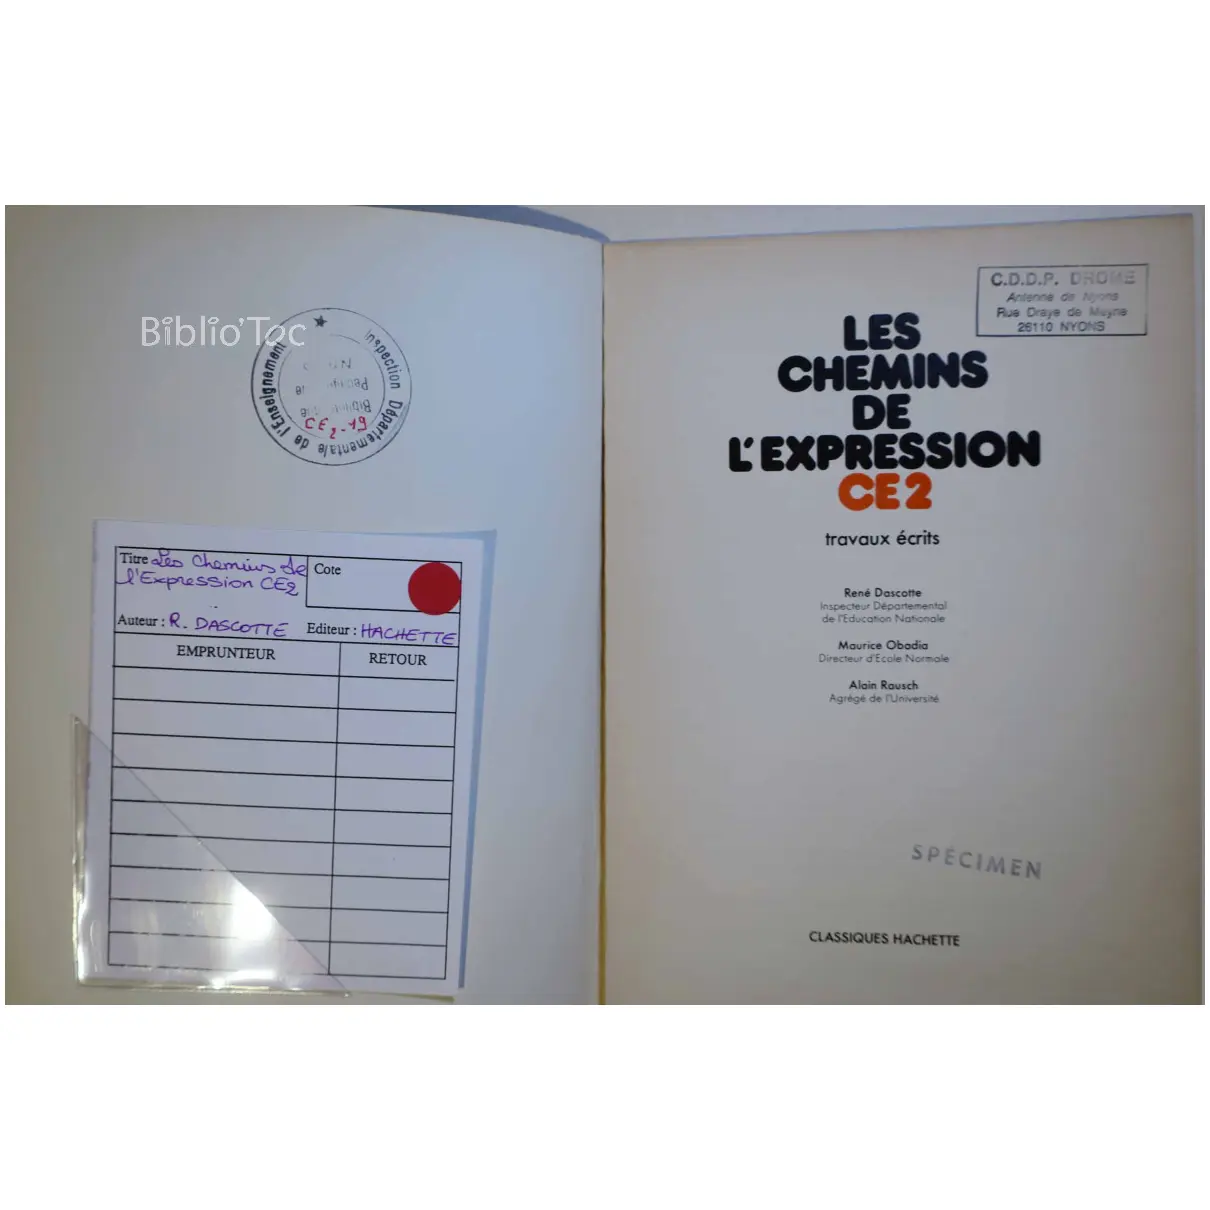 Biblio'Toc
Inspection Départementale de l'Enseignement
CE2-19
Titre Les Chemins de
l'Expression CE2
Cote
Auteur : R. DASCOTTE Editeur : HACHETTE
EMPRUNTEUR RETOUR
C.D.D.P. DROME
Antenne de Nyons
Rue Draye de Meyne
26110 NYONS
LES
CHEMINS
DE
L'EXPRESSION
CE2
travaux écrits
René Dascotte
Inspecteur Départemental
de l'Education Nationale
Maurice Obadia
Directeur d'Ecole Normale
Alain Rausch
Agrégé de l'Université
SPÉCIMEN
CLASSIQUES HACHETTE